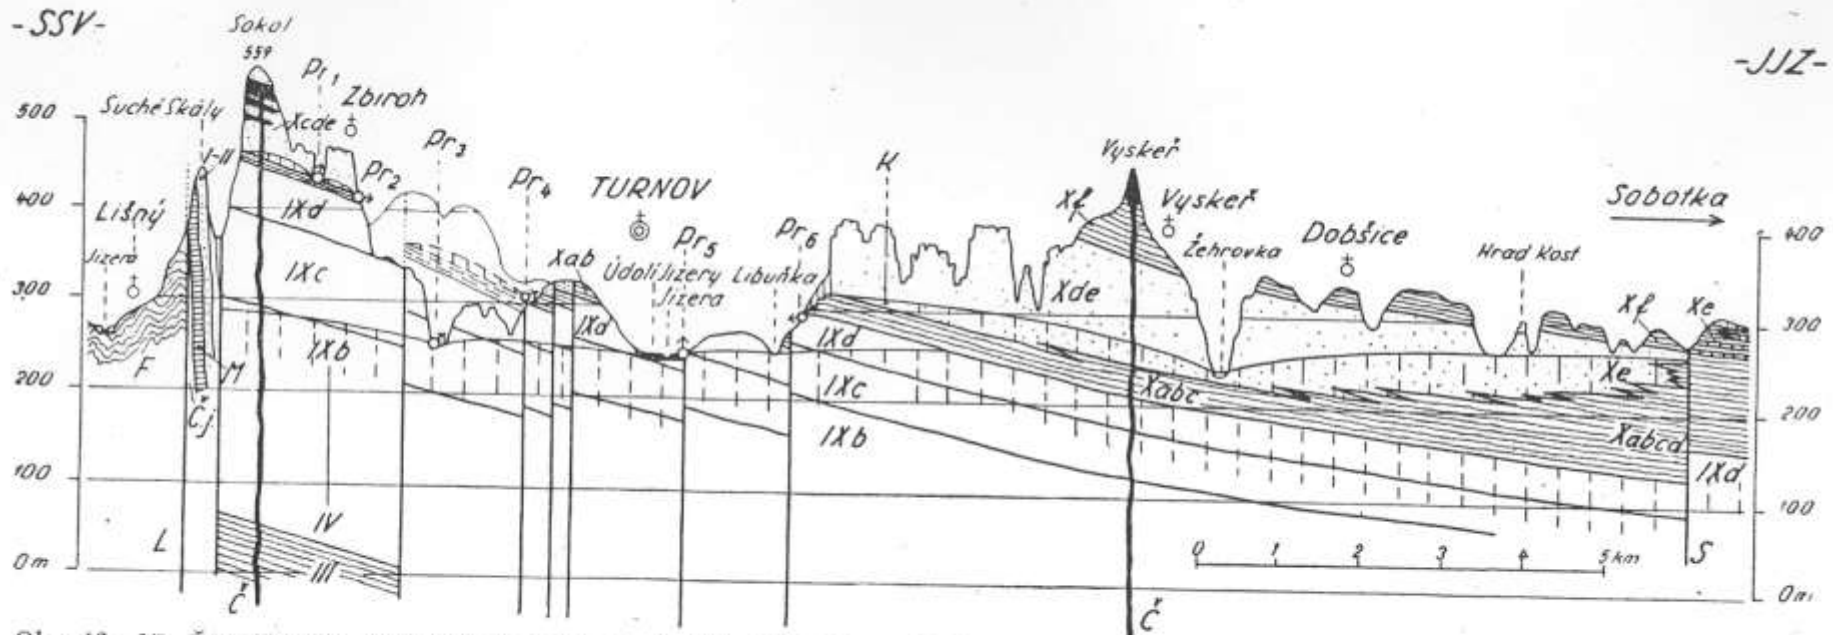 -SSV-
Sokol
559
-JJZ-
Pr1
Zbiroh
Suché Skály
500
Xcde
Pr3
I-II
Pr2
Pr4
TURNOV
K
Vyskeř
Sobotka
400
Lišný
IXd
Xf
Vyskeř
400
Jizera
Xab
Pr5
Pr6
Žehrovka
Dobšice
Hrad Kost
Údolí Jizery
Libuňka
Jizera
300
IXc
Xde
Xf
Xe
300
IXd
IXd
F
M
IXb
Xe
200
IXc
Xabc
200
Čj.
IXb
Xabcd
IXd
100
100
IV
L
III
0 1 2 3 4 5 km
S
0 m
0 m
Č
Č